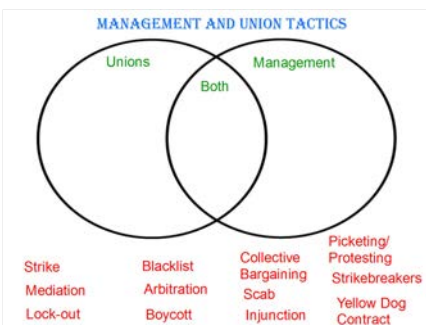 MANAGEMENT AND UNION TACTICS
Unions
Management
Both
Strike
Mediation
Lock-out
Blacklist
Arbitration
Boycott
Collective
Bargaining
Scab
Injunction
Picketing/
Protesting
Strikebreakers
Yellow Dog
Contract